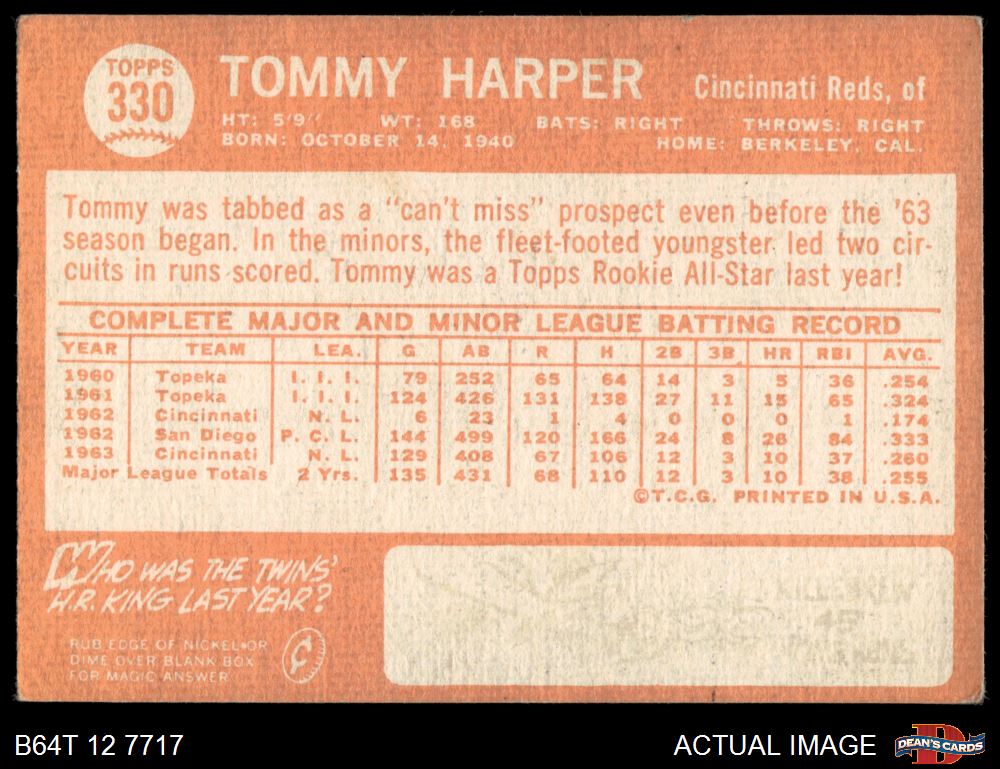 TOPPS
330
TOMMY HARPER
Cincinnati Reds, of
HT: 5'9" WT: 168 BATS: RIGHT THROWS: RIGHT
BORN: OCTOBER 14, 1940 HOME: BERKELEY, CAL.
Tommy was tabbed as a "can't miss" prospect even before the '63
season began. In the minors, the fleet-footed youngster led two cir-
cuits in runs scored. Tommy was a Topps Rookie All-Star last year!
COMPLETE MAJOR AND MINOR LEAGUE BATTING RECORD
YEAR TEAM LEA. G AB R H 2B 3B HR RBI AVG.
1960 Topeka I. I. I. 79 252 65 64 14 3 5 36 .254
1961 Topeka I. I. I. 124 426 131 138 27 11 15 65 .324
1962 Cincinnati N. L. 6 23 1 4 0 0 0 1 .174
1962 San Diego P. C. L. 144 499 120 166 24 8 26 84 .333
1963 Cincinnati N. L. 129 408 67 106 12 3 10 37 .260
Major League Totals 2 Yrs. 135 431 68 110 12 3 10 38 .255
©T.C.G. PRINTED IN U.S.A.
WHO WAS THE TWINS'
H.R. KING LAST YEAR?
RUB EDGE OF NICKEL OR
DIME OVER BLANK BOX
FOR MAGIC ANSWER
¢
B64T 12 7717
ACTUAL IMAGE
DEAN'S CARDS